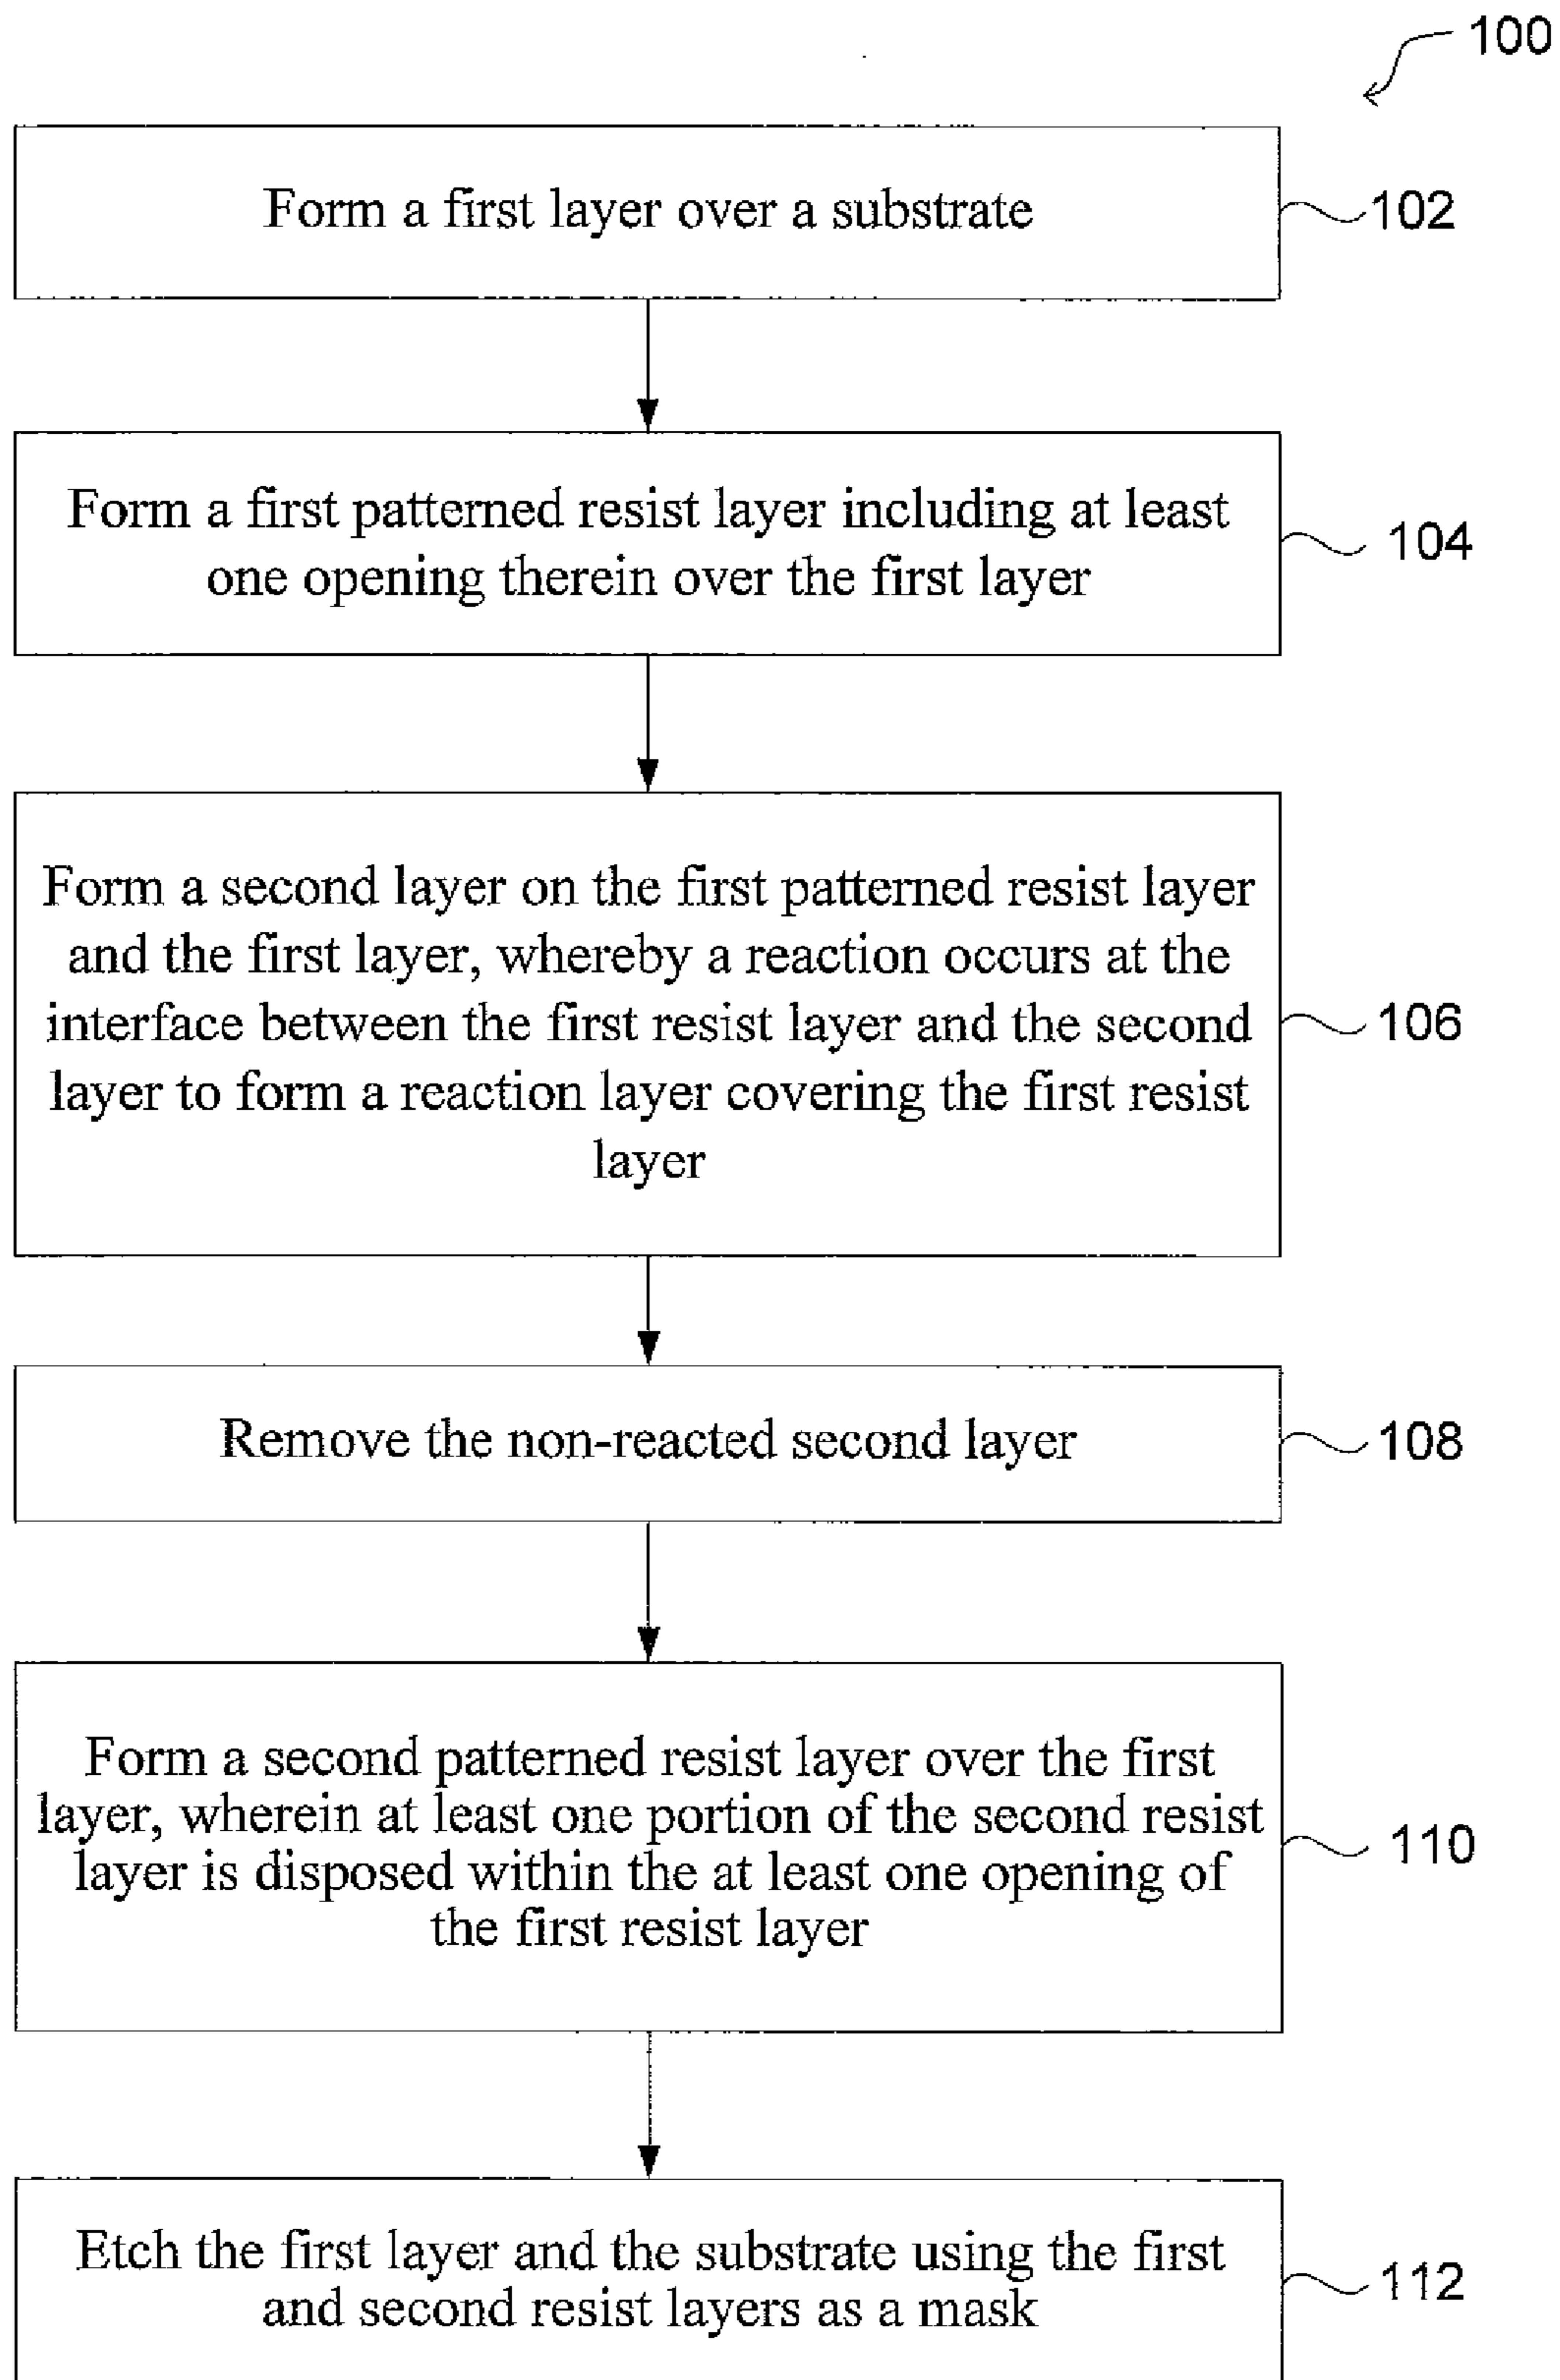 100
Form a first layer over a substrate
102
Form a first patterned resist layer including at least
one opening therein over the first layer
104
Form a second layer on the first patterned resist layer
and the first layer, whereby a reaction occurs at the
interface between the first resist layer and the second
layer to form a reaction layer covering the first resist
layer
106
Remove the non-reacted second layer
108
Form a second patterned resist layer over the first
layer, wherein at least one portion of the second resist
layer is disposed within the at least one opening of
the first resist layer
110
Etch the first layer and the substrate using the first
and second resist layers as a mask
112